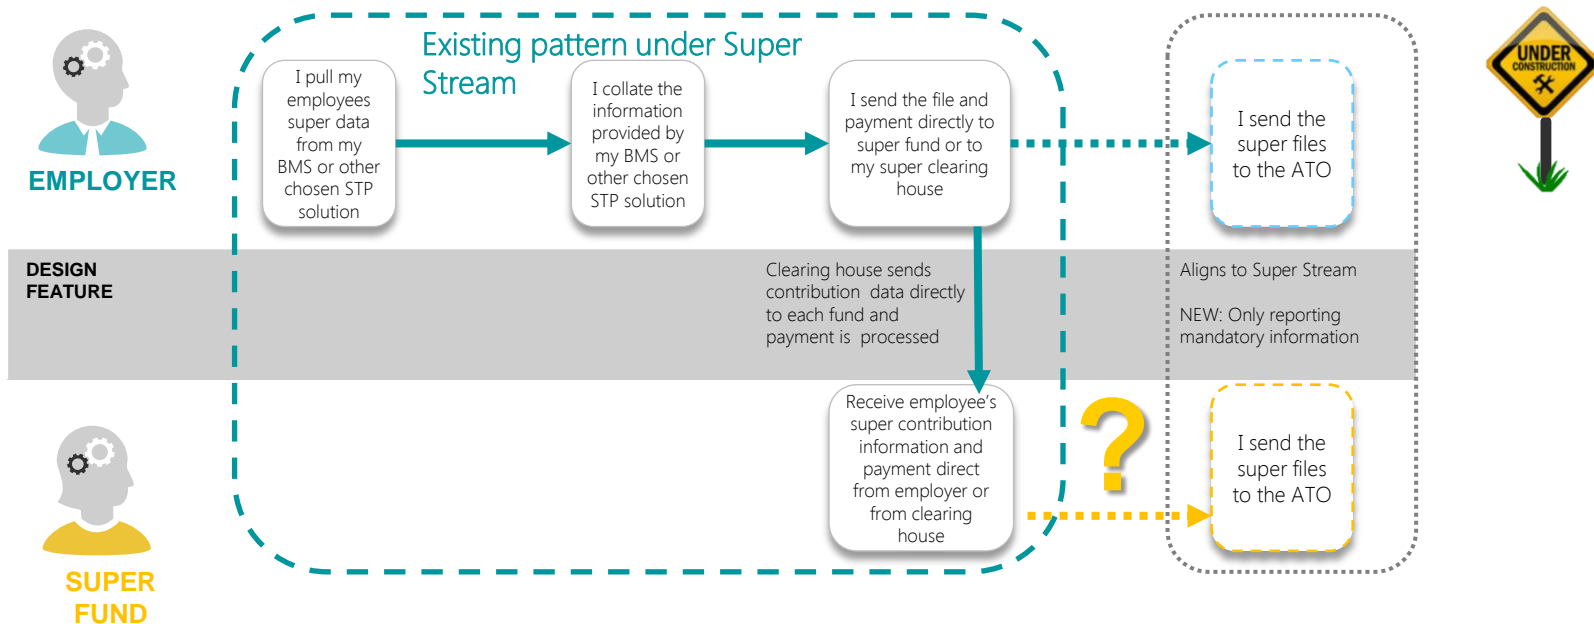 Existing pattern under Super
Stream
UNDER
CONSTRUCTION
EMPLOYER
I pull my
employees
super data
from my
BMS or other
chosen STP
solution
I collate the
information
provided by
my BMS or
other chosen
STP solution
I send the file and
payment directly to
super fund or to
my super clearing
house
I send the
super files
to the ATO
DESIGN
FEATURE
Clearing house sends
contribution data directly
to each fund and
payment is processed
Aligns to Super Stream
NEW: Only reporting
mandatory information
SUPER
FUND
Receive employee's
super contribution
information and
payment direct
from employer or
from clearing
house
?
I send the
super files
to the ATO